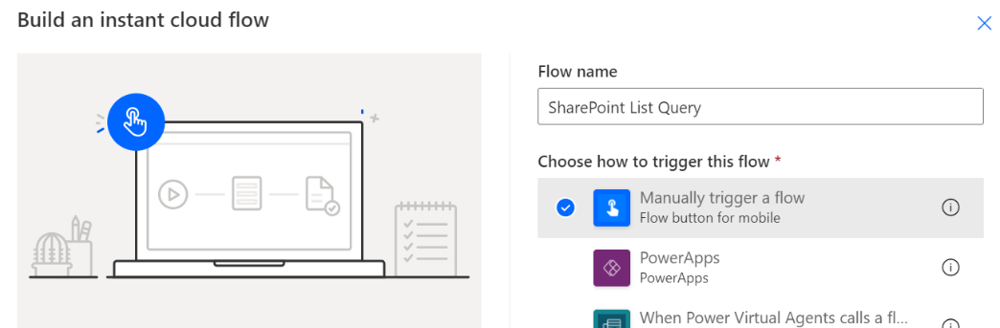 Build an instant cloud flow
Flow name
SharePoint List Query
Choose how to trigger this flow *
Manually trigger a flow
Flow button for mobile
PowerApps
PowerApps
When Power Virtual Agents calls a fl...